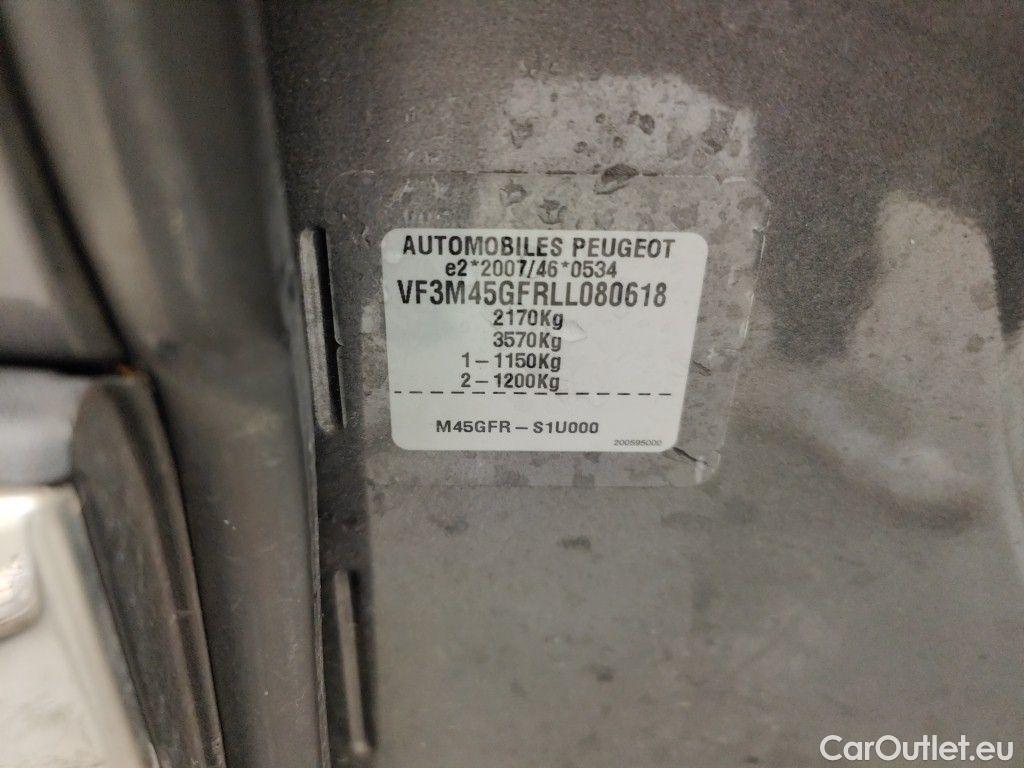 AUTOMOBILES PEUGEOT
e2*2007/46*0534
VF3M45GFRLL080618
2170Kg
3570Kg
1-1150Kg
2-1200Kg
M45GFR-S1U000
200595000
CarOutlet.eu